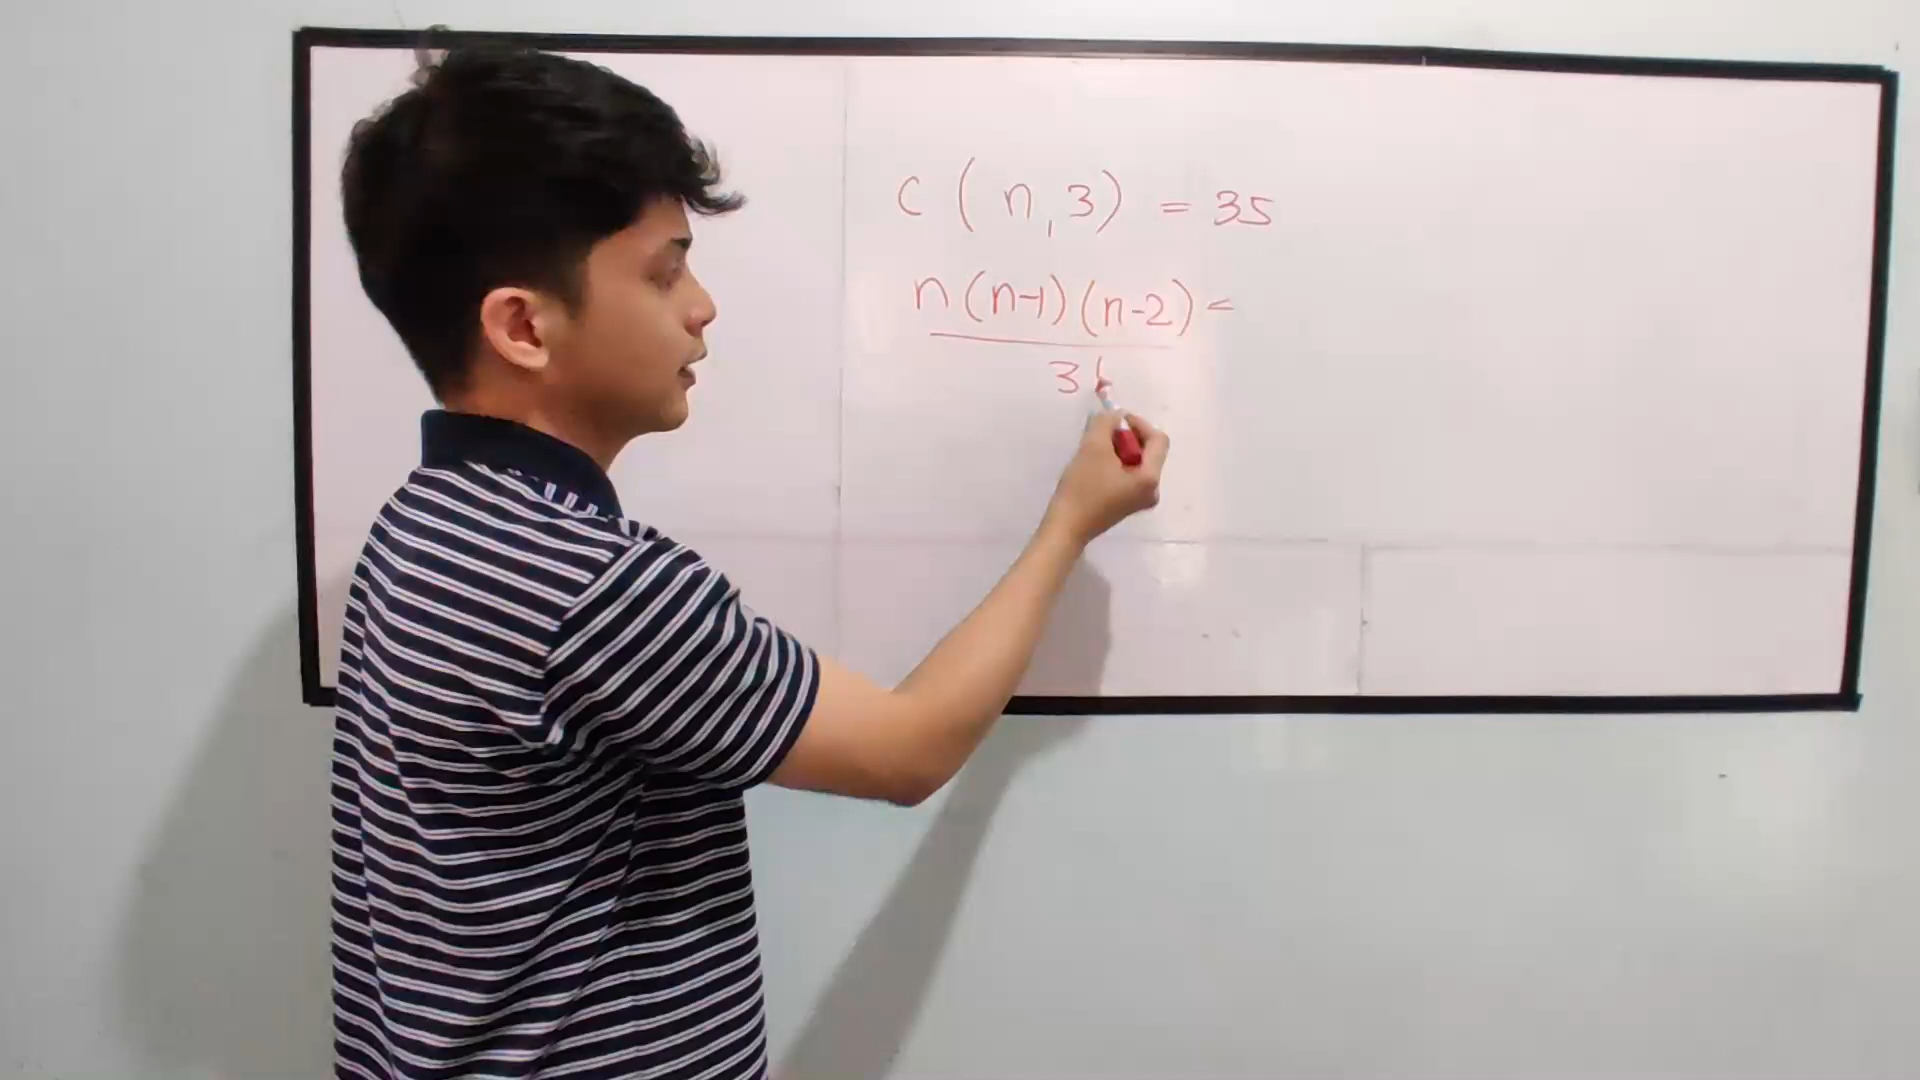 C ( n, 3) = 35
n (n-1) (n-2) =
3!